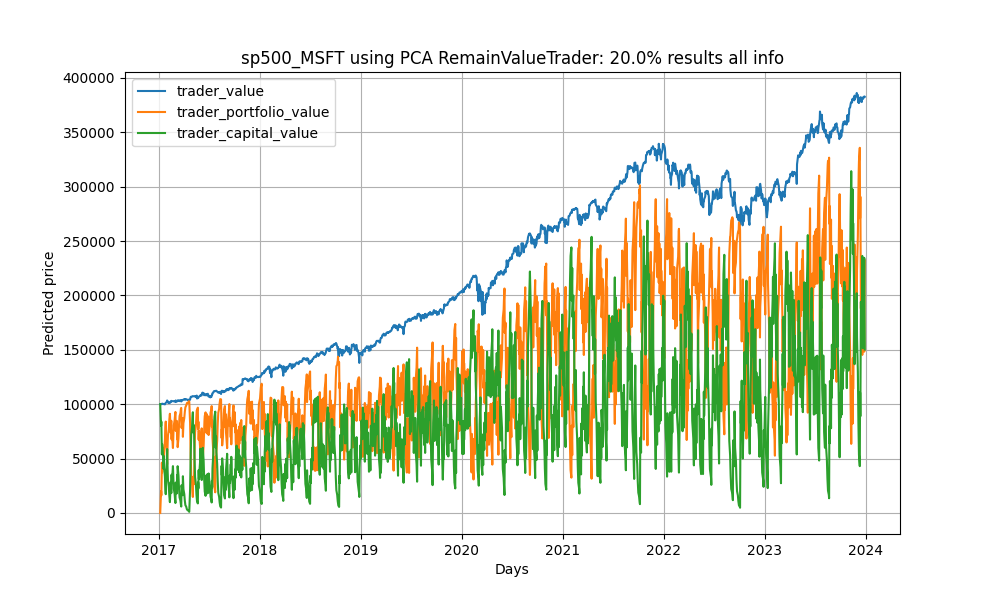 sp500_MSFT using PCA RemainValueTrader: 20.0% results all info
400000
350000
300000
250000
200000
150000
100000
50000
0
Predicted price
trader_value
trader_portfolio_value
trader_capital_value
2017 2018 2019 2020 2021 2022 2023 2024
Days